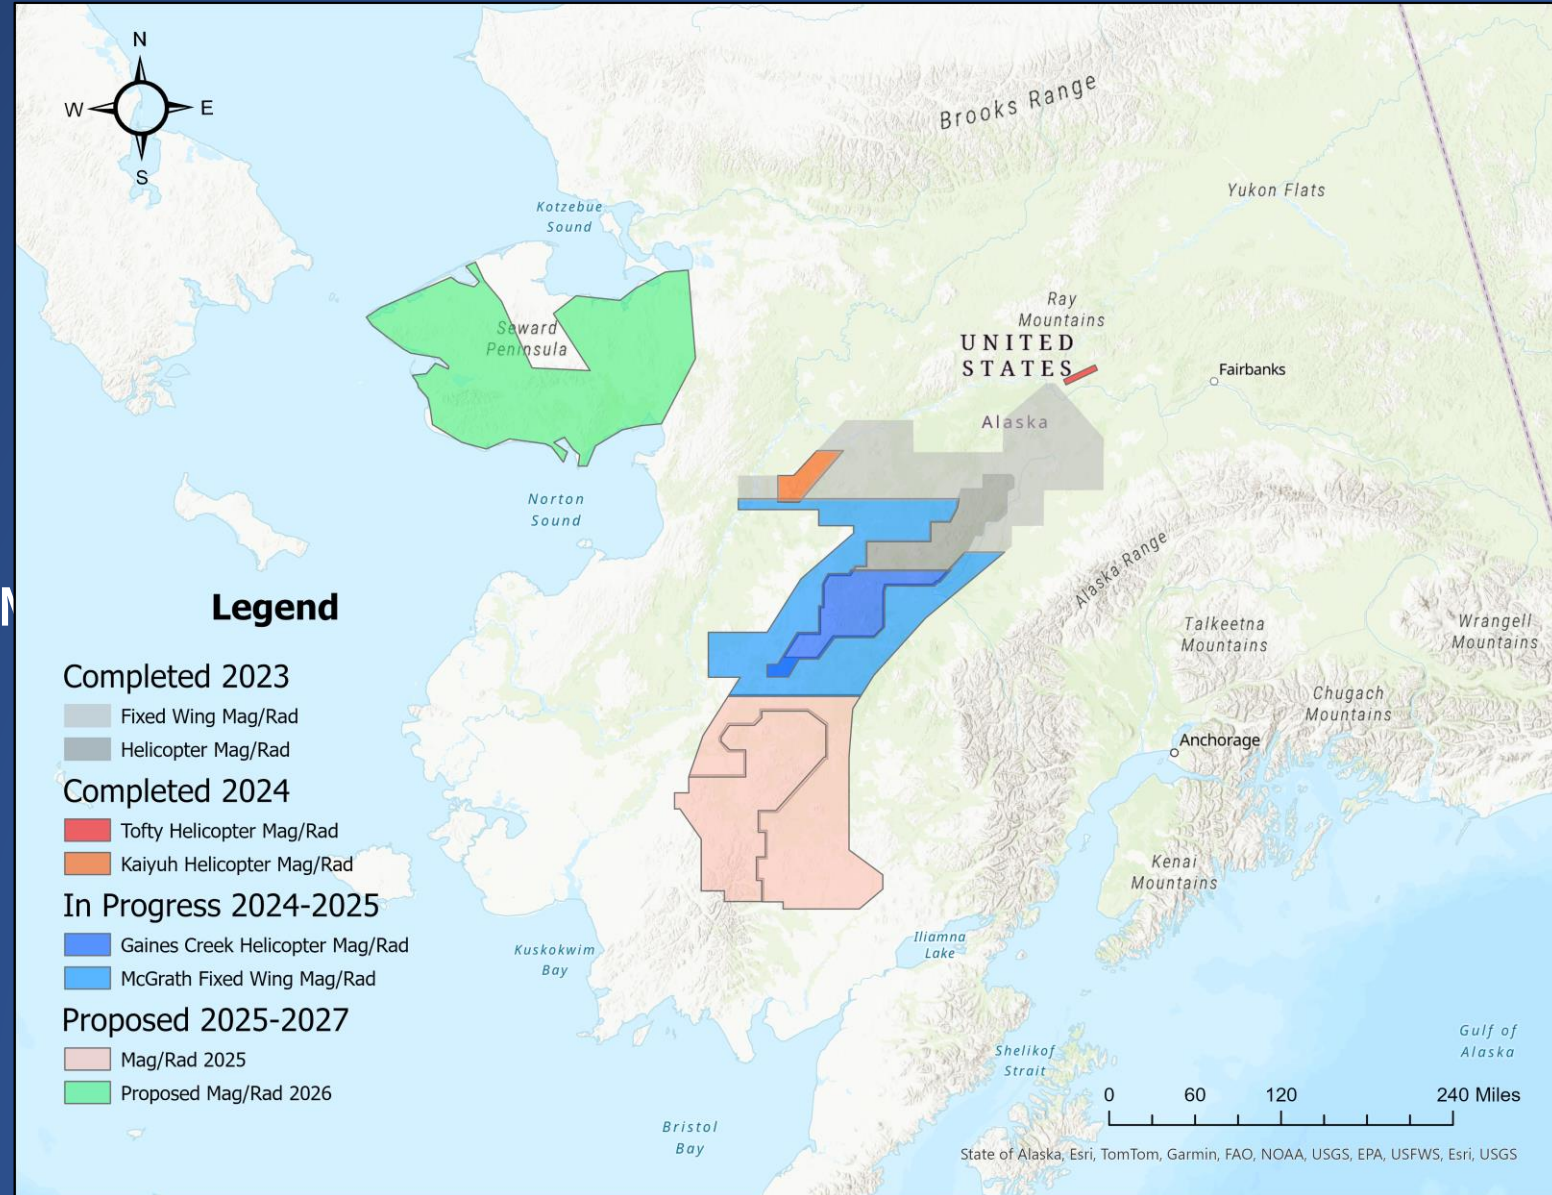 N
W
E
S
Brooks Range
Yukon Flats
Kotzebue
Sound
Ray
Mountains
UNITED
STATES
Seward
Peninsula
Fairbanks
Alaska
Norton
Sound
Alaska Range
Talkeetna
Mountains
Wrangell
Mountains
Chugach
Mountains
Anchorage
Kenai
Mountains
Iliamna
Lake
Kuskokwim
Bay
Shelikof
Strait
Gulf of
Alaska
Bristol
Bay
Legend
Completed 2023
Fixed Wing Mag/Rad
Helicopter Mag/Rad
Completed 2024
Tofty Helicopter Mag/Rad
Kaiyuh Helicopter Mag/Rad
In Progress 2024-2025
Gaines Creek Helicopter Mag/Rad
McGrath Fixed Wing Mag/Rad
Proposed 2025-2027
Mag/Rad 2025
Proposed Mag/Rad 2026
0 60 120 240 Miles
State of Alaska, Esri, TomTom, Garmin, FAO, NOAA, USGS, EPA, USFWS, Esri, USGS